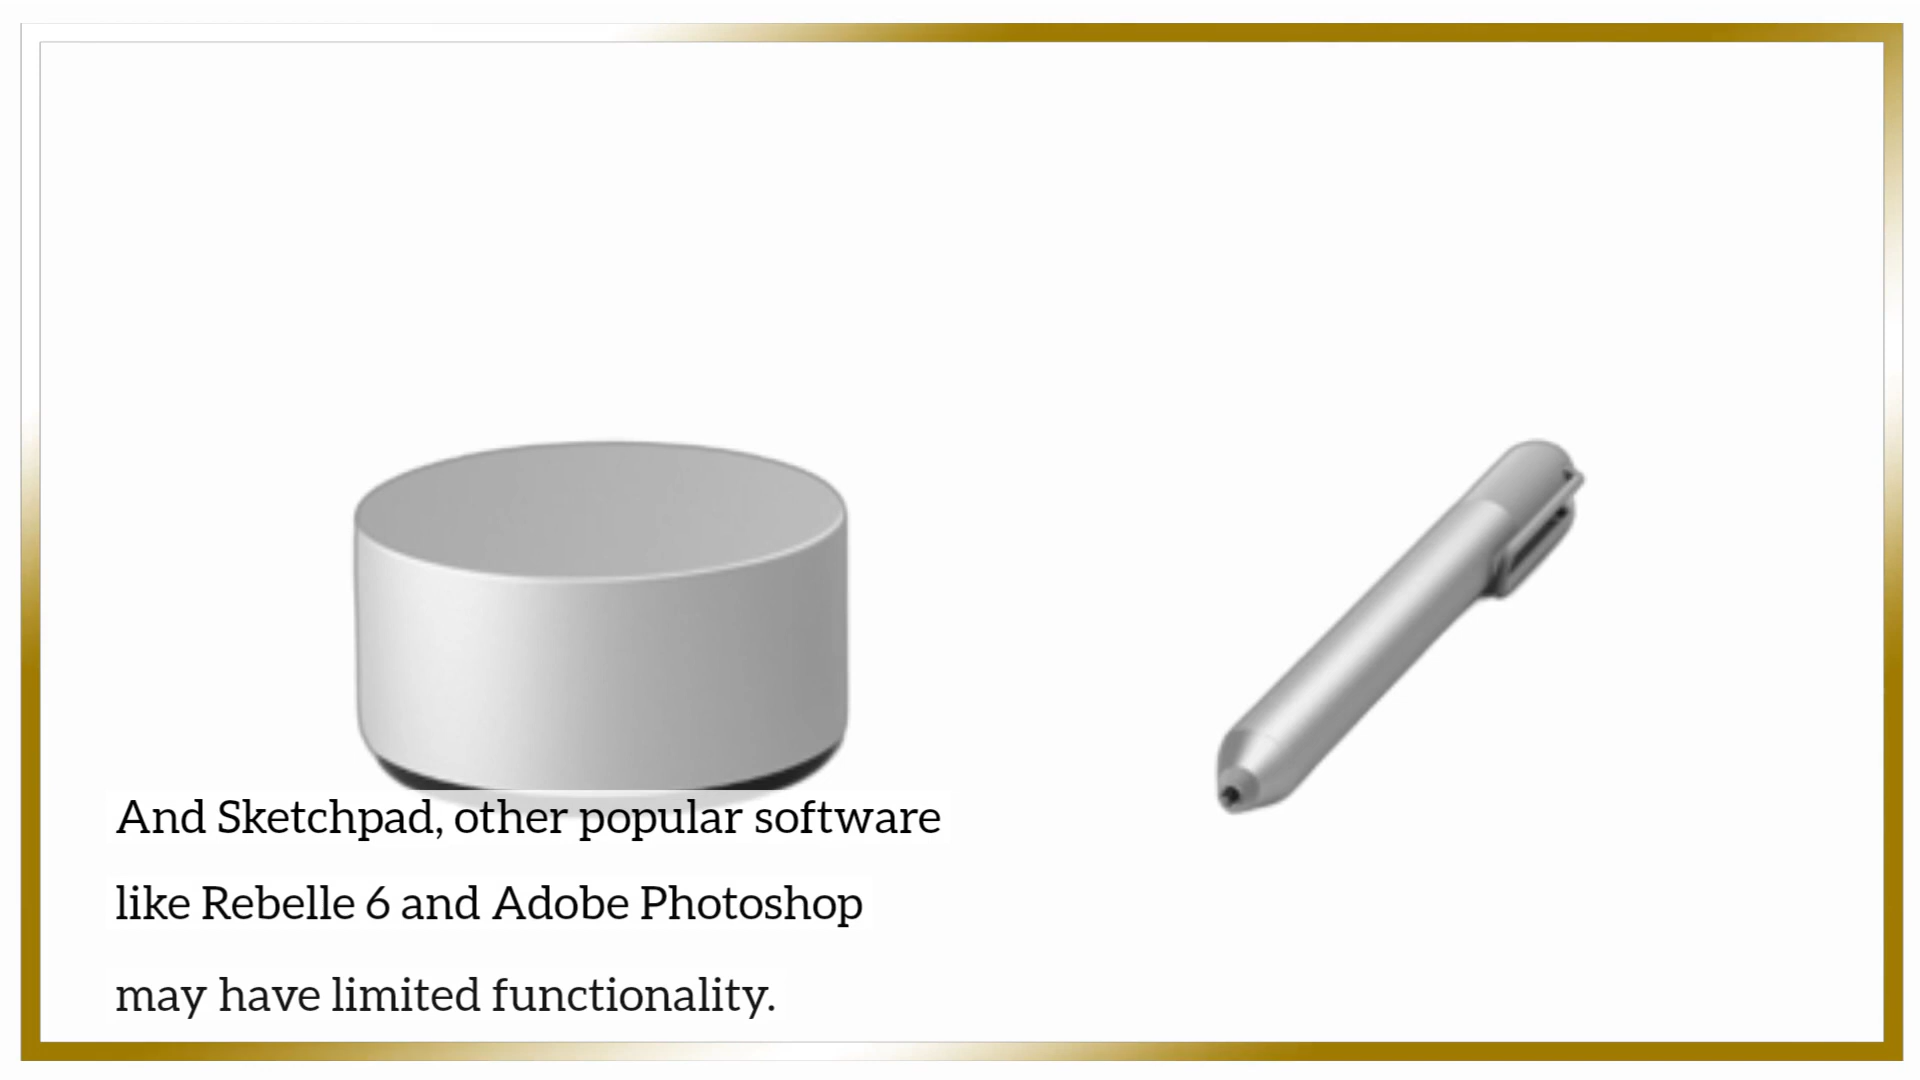 And Sketchpad, other popular software
like Rebelle 6 and Adobe Photoshop
may have limited functionality.